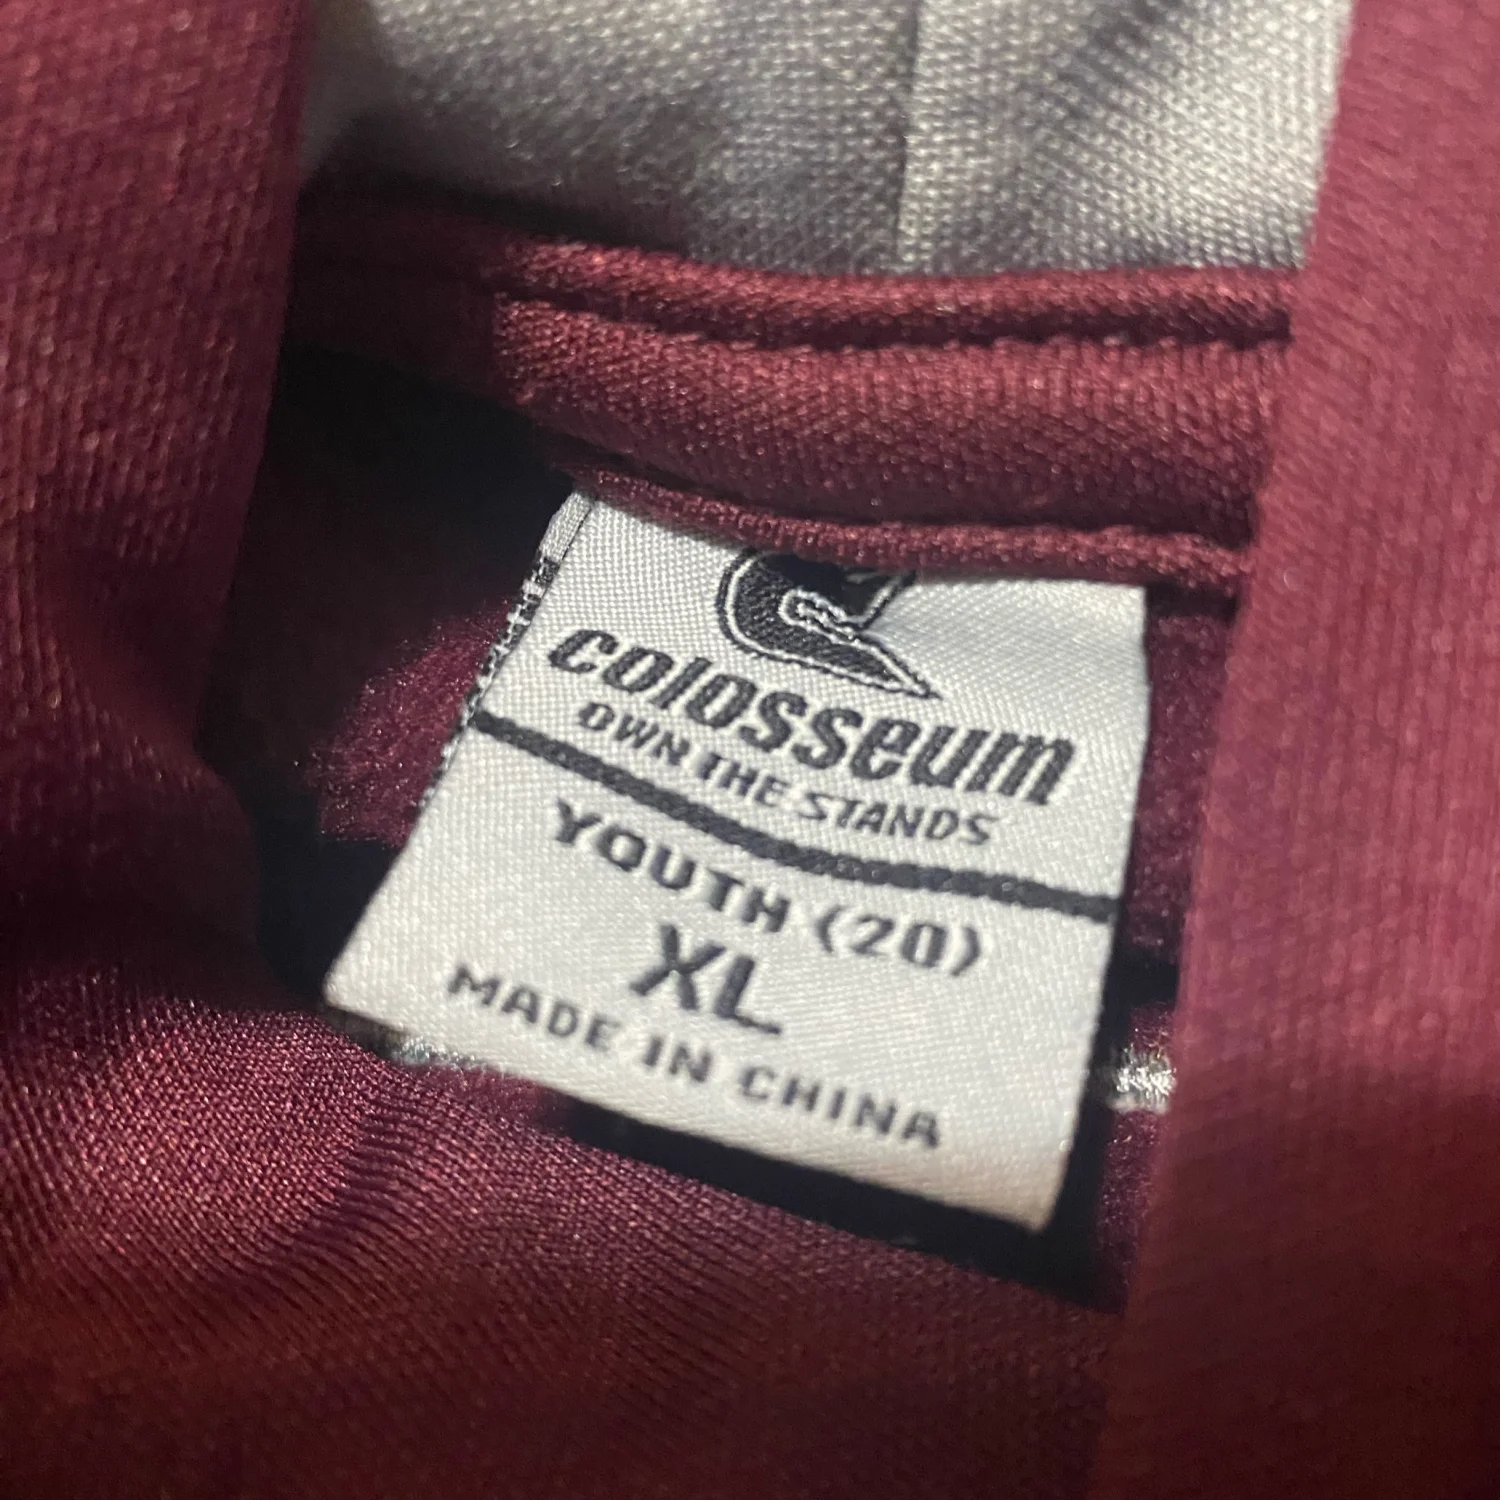 colosseum
OWN THE STANDS
YOUTH (20)
XL
MADE IN CHINA